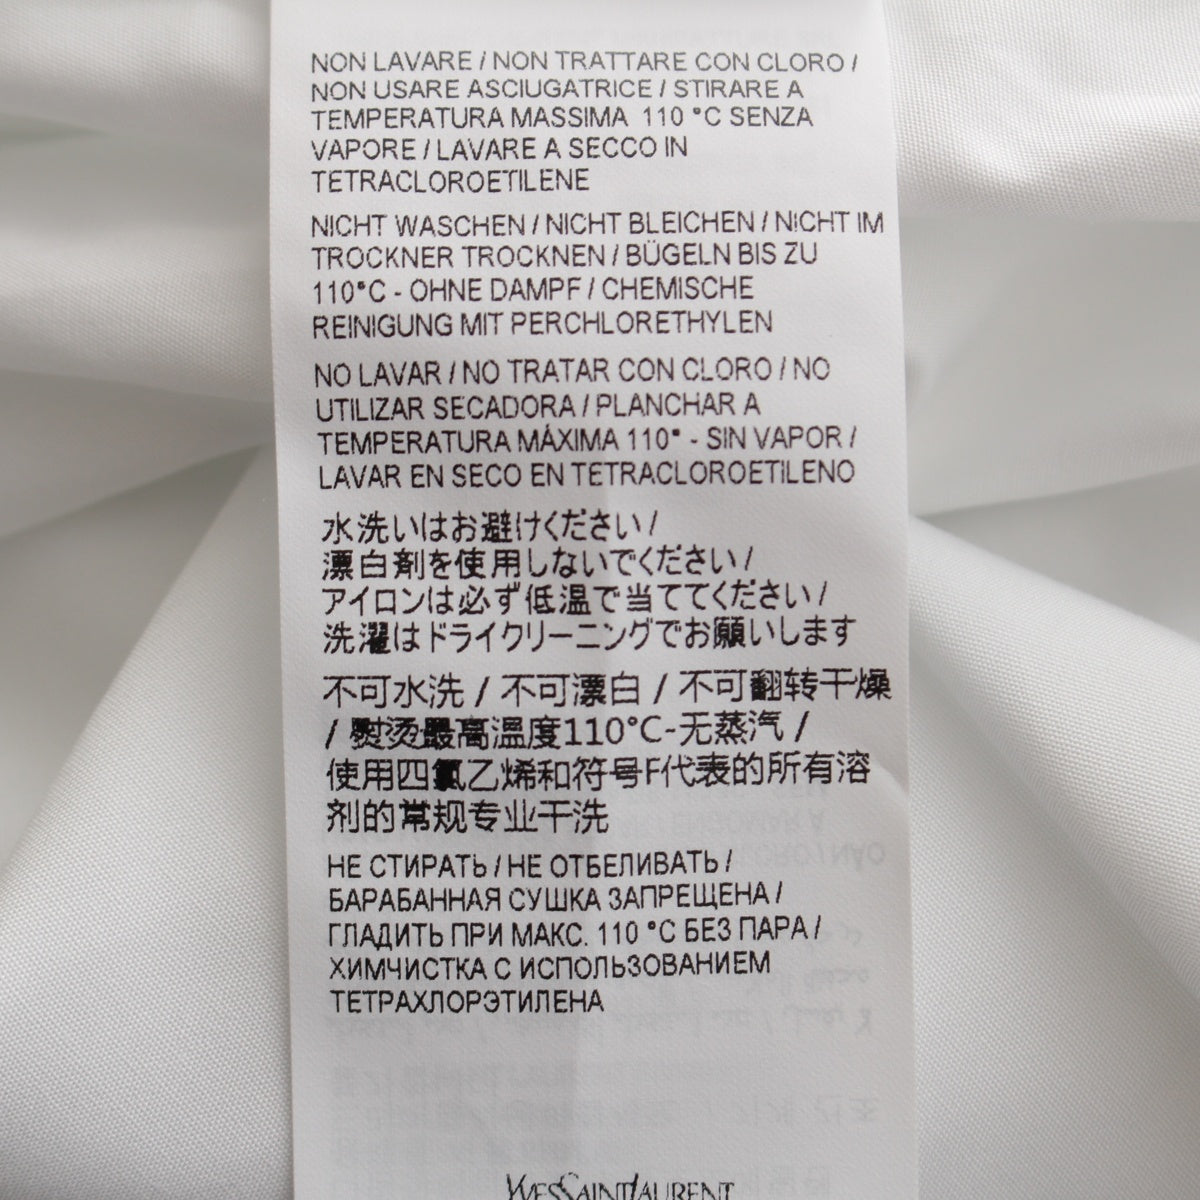 NON LAVARE / NON TRATTARE CON CLORO /
NON USARE ASCIUGATRICE / STIRARE A
TEMPERATURA MASSIMA 110 °C SENZA
VAPORE / LAVARE A SECCO IN
TETRACLOROETILENE
NICHT WASCHEN / NICHT BLEICHEN / NICHT IM
TROCKNER TROCKNEN / BÜGELN BIS ZU
110°C - OHNE DAMPF / CHEMISCHE
REINIGUNG MIT PERCHLORETHYLEN
NO LAVAR / NO TRATAR CON CLORO / NO
UTILIZAR SECADORA / PLANCHAR A
TEMPERATURA MÁXIMA 110° - SIN VAPOR /
LAVAR EN SECO EN TETRACLOROETILENO
水洗いはお避けください /
漂白剤を使用しないでください /
アイロンは必ず低温で当ててください /
洗濯はドライクリーニングでお願いします
不可水洗 / 不可漂白 / 不可翻转干燥
/ 熨烫最高温度110°C-无蒸汽 /
使用四氯乙烯和符号F代表的所有溶
剂的常规专业干洗
НЕ СТИРАТЬ / НЕ ОТБЕЛИВАТЬ /
БАРАБАННАЯ СУШКА ЗАПРЕЩЕНА /
ГЛАДИТЬ ПРИ МАКС. 110 °C БЕЗ ПАРА /
ХИМЧИСТКА С ИСПОЛЬЗОВАНИЕМ
ТЕТРАХЛОРЭТИЛЕНА
YVESSAINTLAURENT